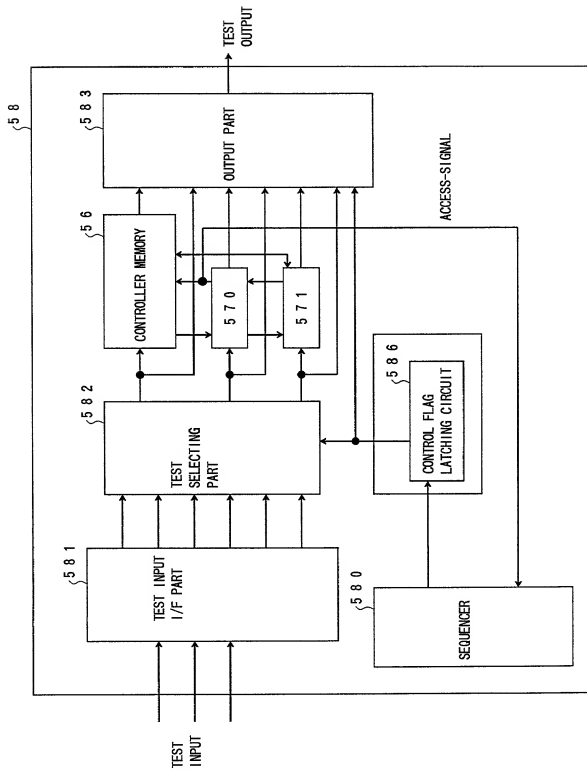 58
TEST
INPUT
581
TEST INPUT
I/F PART
582
TEST
SELECTING
PART
56
CONTROLLER MEMORY
570
571
583
OUTPUT PART
TEST
OUTPUT
580
SEQUENCER
586
CONTROL FLAG
LATCHING CIRCUIT
ACCESS-SIGNAL